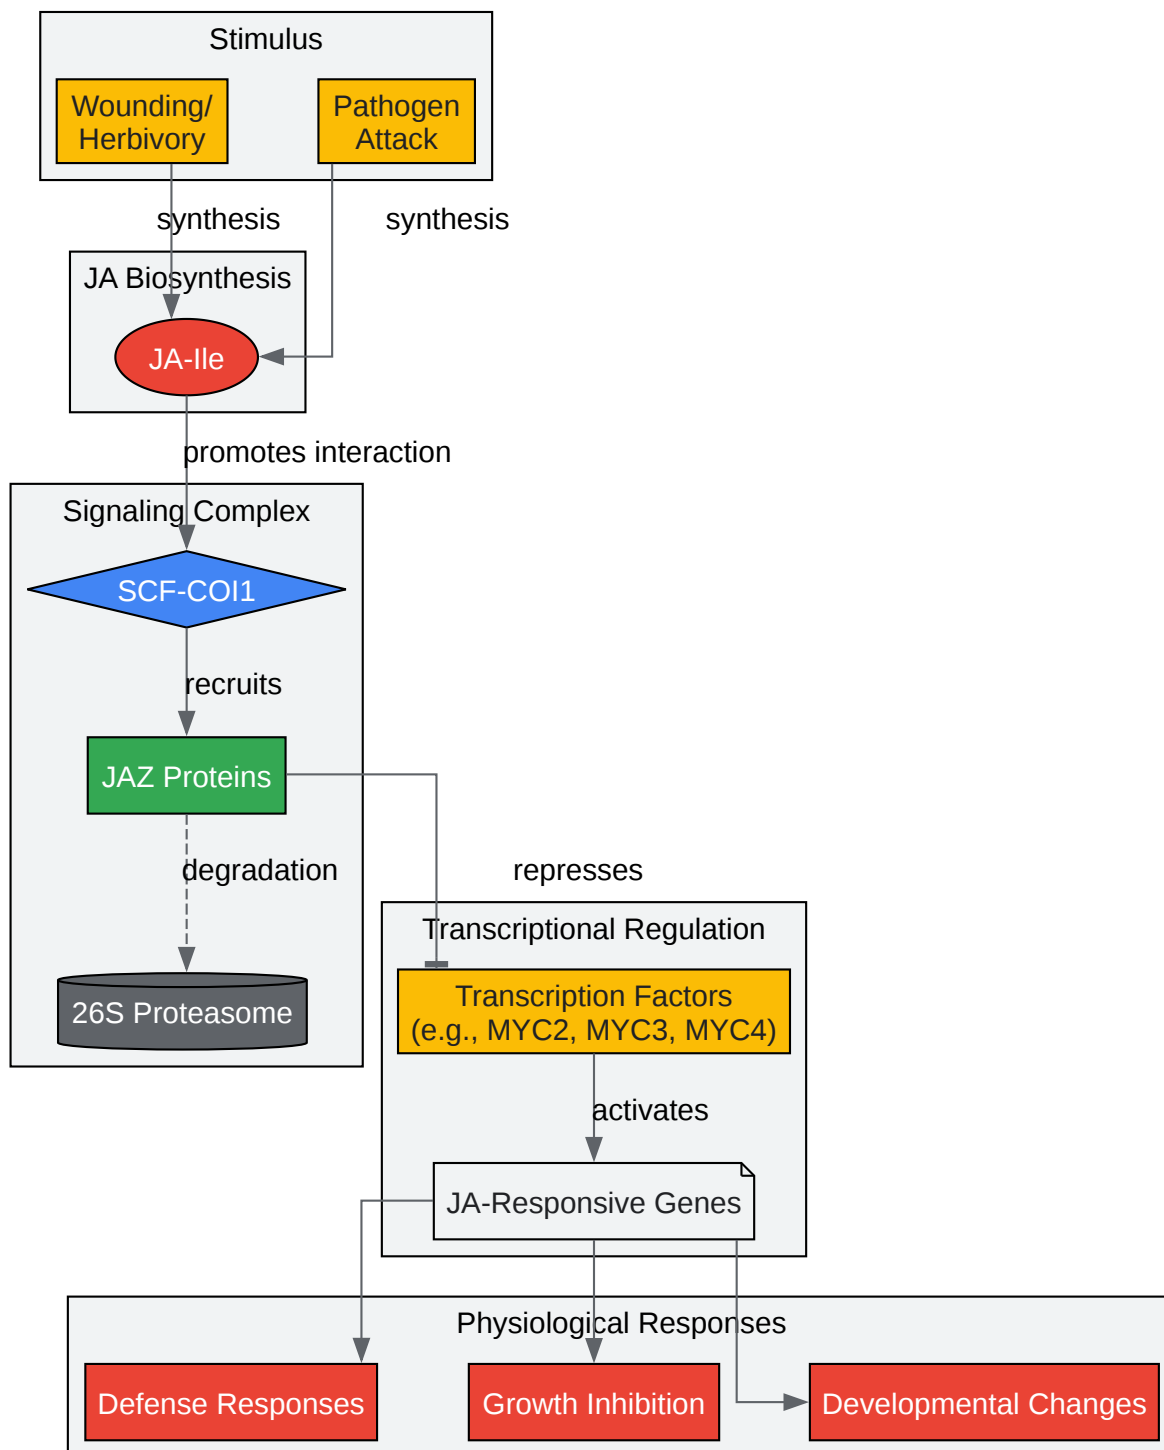 Stimulus
Wounding/
Herbivory
Pathogen
Attack
synthesis
synthesis
JA Biosynthesis
JA-Ile
promotes interaction
Signaling Complex
SCF-COI1
recruits
JAZ Proteins
degradation
represses
Transcriptional Regulation
26S Proteasome
Transcription Factors
(e.g., MYC2, MYC3, MYC4)
activates
JA-Responsive Genes
Physiological Responses
Defense Responses
Growth Inhibition
Developmental Changes